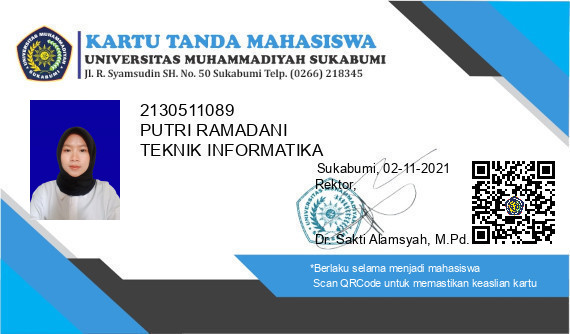 KARTU TANDA MAHASISWA
UNIVERSITAS MUHAMMADIYAH SUKABUMI
Jl. R. Syamsudin SH. No. 50 Sukabumi Telp. (0266) 218345
2130511089
PUTRI RAMADANI
TEKNIK INFORMATIKA
Sukabumi, 02-11-2021
Rektor,
Dr. Sakti Alamsyah, M.Pd.
*Berlaku selama menjadi mahasiswa
Scan QRCode untuk memastikan keaslian kartu